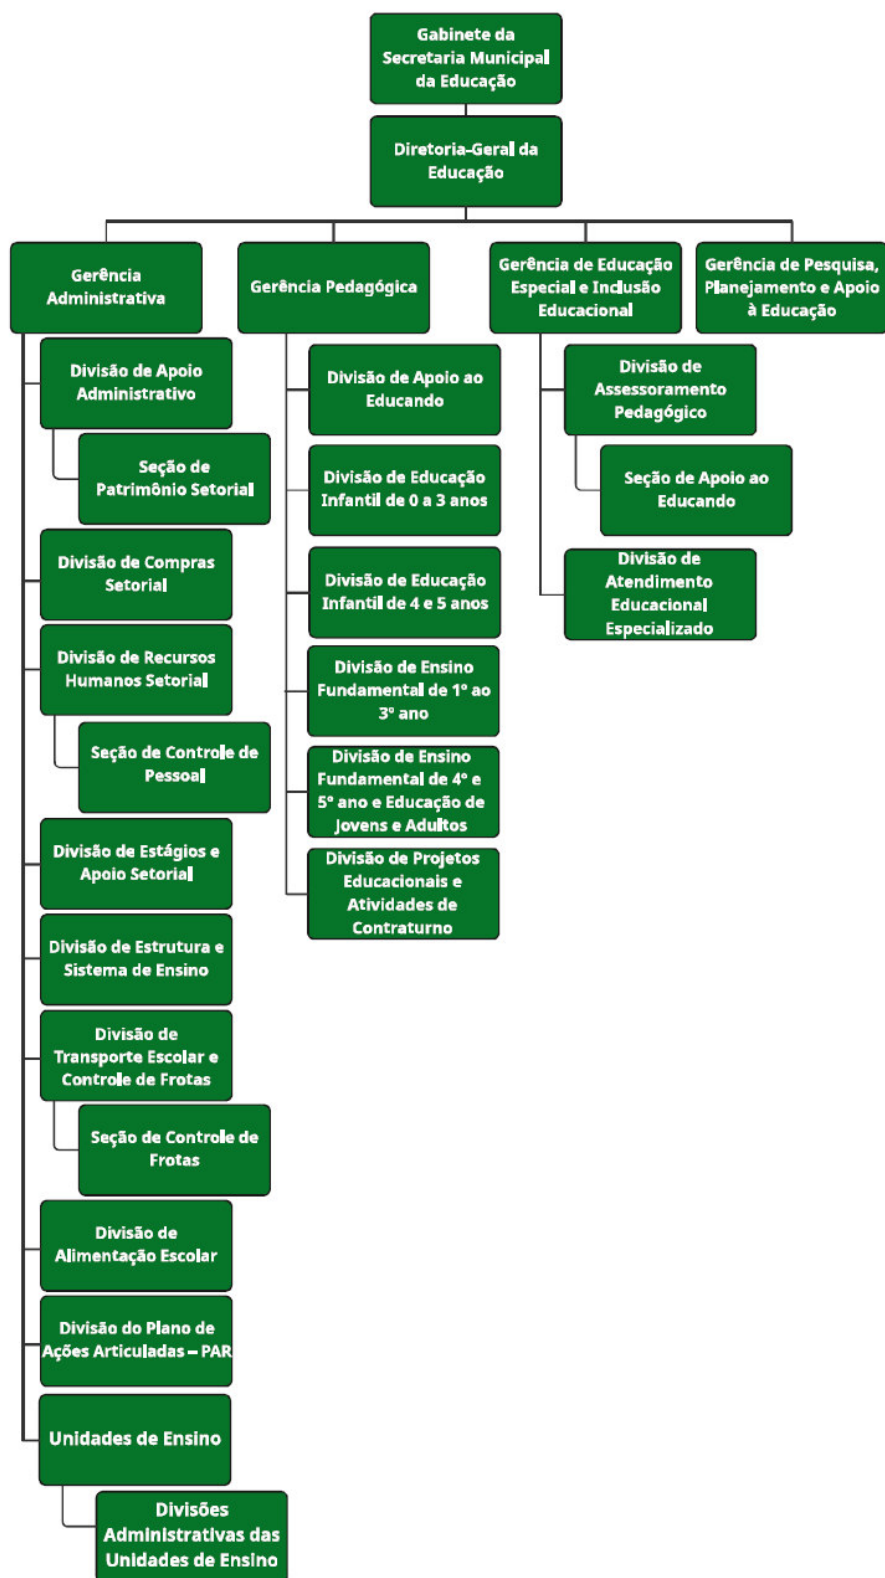 Gabinete da
Secretaria Municipal
da Educação
Diretoria-Geral da
Educação
Gerência
Administrativa
Divisão de Apoio
Administrativo
Seção de
Patrimônio Setorial
Divisão de Compras
Setorial
Divisão de Recursos
Humanos Setorial
Seção de Controle de
Pessoal
Divisão de Estágios e
Apoio Setorial
Divisão de Estrutura e
Sistema de Ensino
Divisão de
Transporte Escolar e
Controle de Frotas
Seção de Controle de
Frotas
Divisão de
Alimentação Escolar
Divisão do Plano de
Ações Articuladas – PAR
Unidades de Ensino
Divisões
Administrativas das
Unidades de Ensino
Gerência Pedagógica
Divisão de Apoio ao
Educando
Divisão de Educação
Infantil de 0 a 3 anos
Divisão de Educação
Infantil de 4 e 5 anos
Divisão de Ensino
Fundamental de 1º ao
3º ano
Divisão de Ensino
Fundamental de 4º e
5º ano e Educação de
Jovens e Adultos
Divisão de Projetos
Educacionais e
Atividades de
Contraturno
Gerência de Educação
Especial e Inclusão
Educacional
Divisão de
Assessoramento
Pedagógico
Seção de Apoio ao
Educando
Divisão de
Atendimento
Educacional
Especializado
Gerência de Pesquisa,
Planejamento e Apoio
à Educação